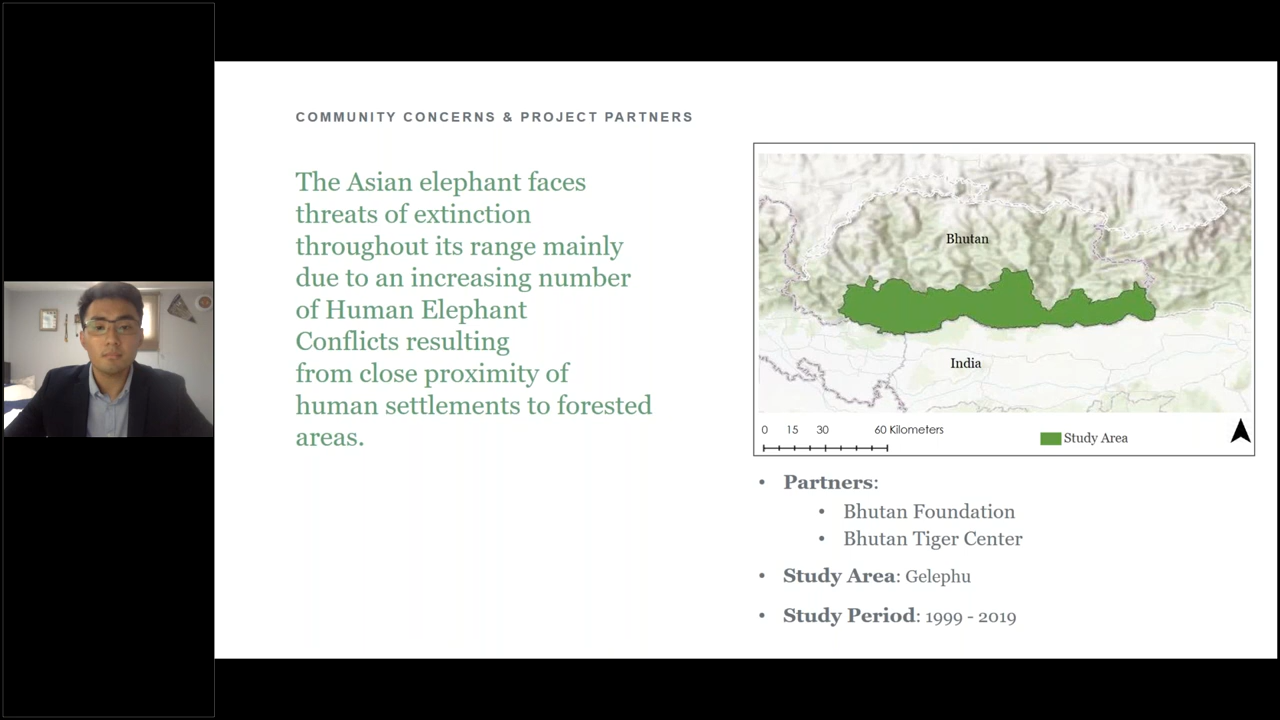 COMMUNITY CONCERNS & PROJECT PARTNERS
The Asian elephant faces
threats of extinction
throughout its range mainly
due to an increasing number
of Human Elephant
Conflicts resulting
from close proximity of
human settlements to forested
areas.
Bhutan
India
0 15 30 60 Kilometers
Study Area
• Partners:
• Bhutan Foundation
• Bhutan Tiger Center
• Study Area: Gelephu
• Study Period: 1999 - 2019